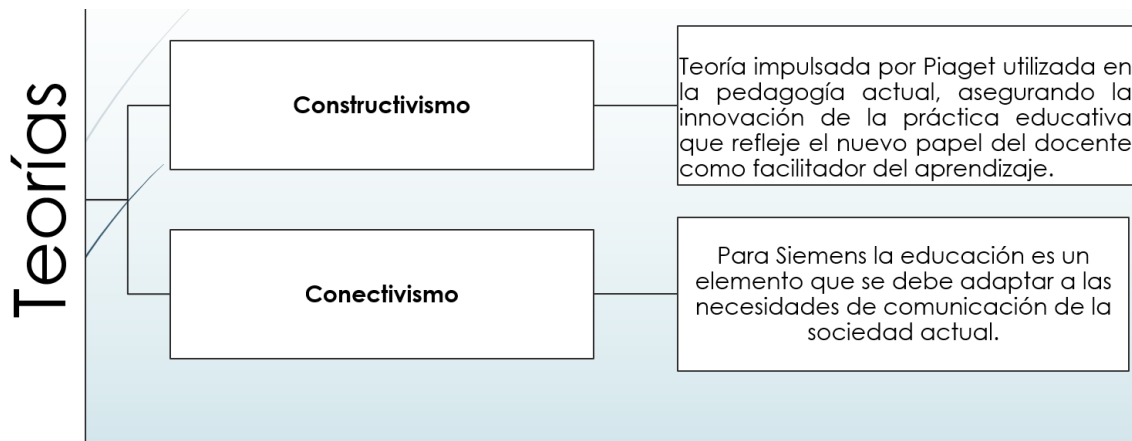 Teorías
Constructivismo
Teoría impulsada por Piaget utilizada en
la pedagogía actual, asegurando la
innovación de la práctica educativa
que refleje el nuevo papel del docente
como facilitador del aprendizaje.
Conectivismo
Para Siemens la educación es un
elemento que se debe adaptar a las
necesidades de comunicación de la
sociedad actual.